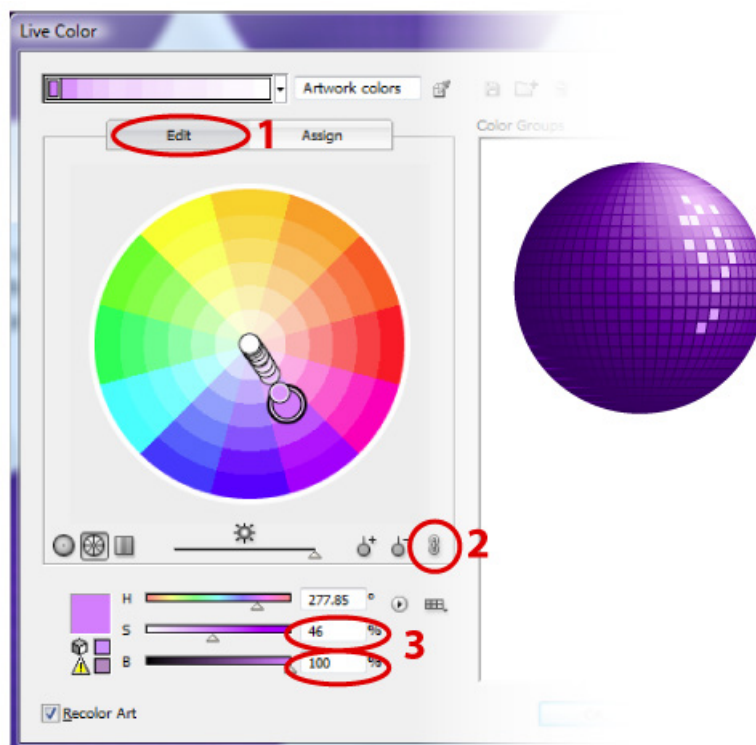 Live Color
Artwork colors
Edit
1
Assign
Color Groups
2
H
277.85
°
S
46
%
3
B
100
%
Recolor Art